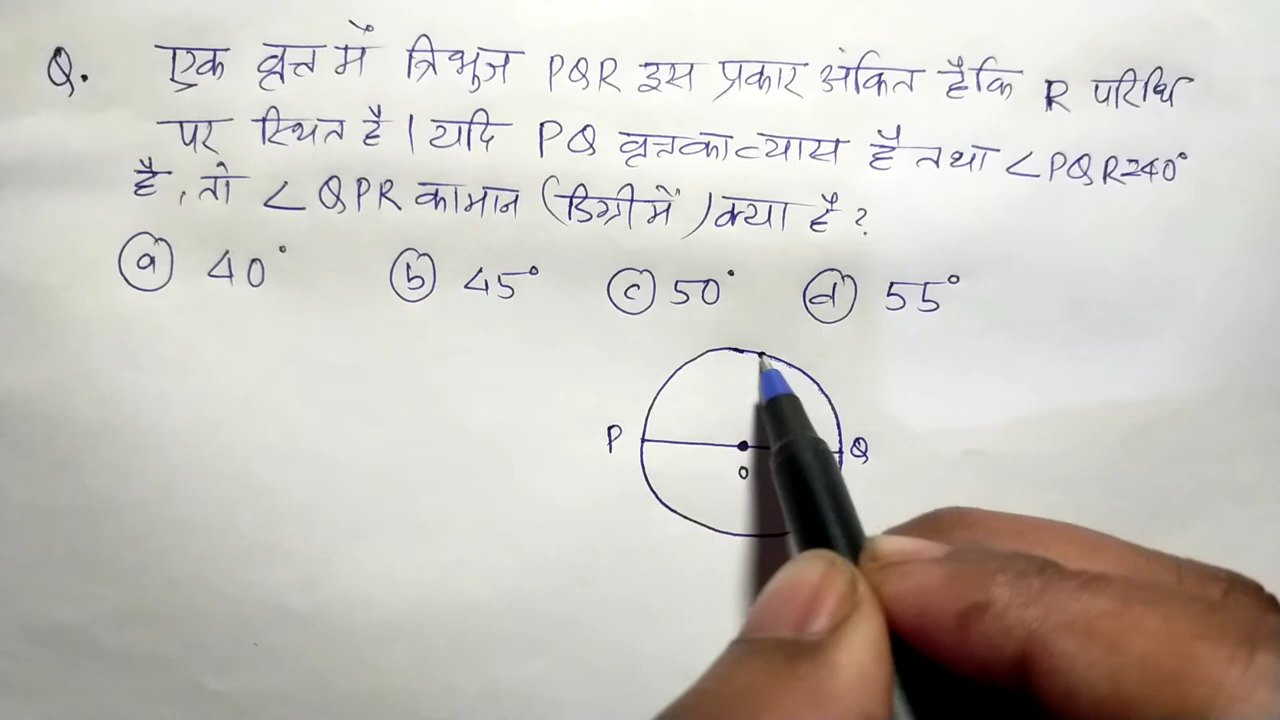 Q. एक वृत्त में त्रिभुज PQR इस प्रकार अंकित है कि R परिधि
पर स्थित है। यदि PQ वृत्त का व्यास है तथा ∠PQR=40°
है, तो ∠QPR का मान (डिग्री में) क्या है?
(a) 40° (b) 45° (c) 50° (d) 55°
P Q
O